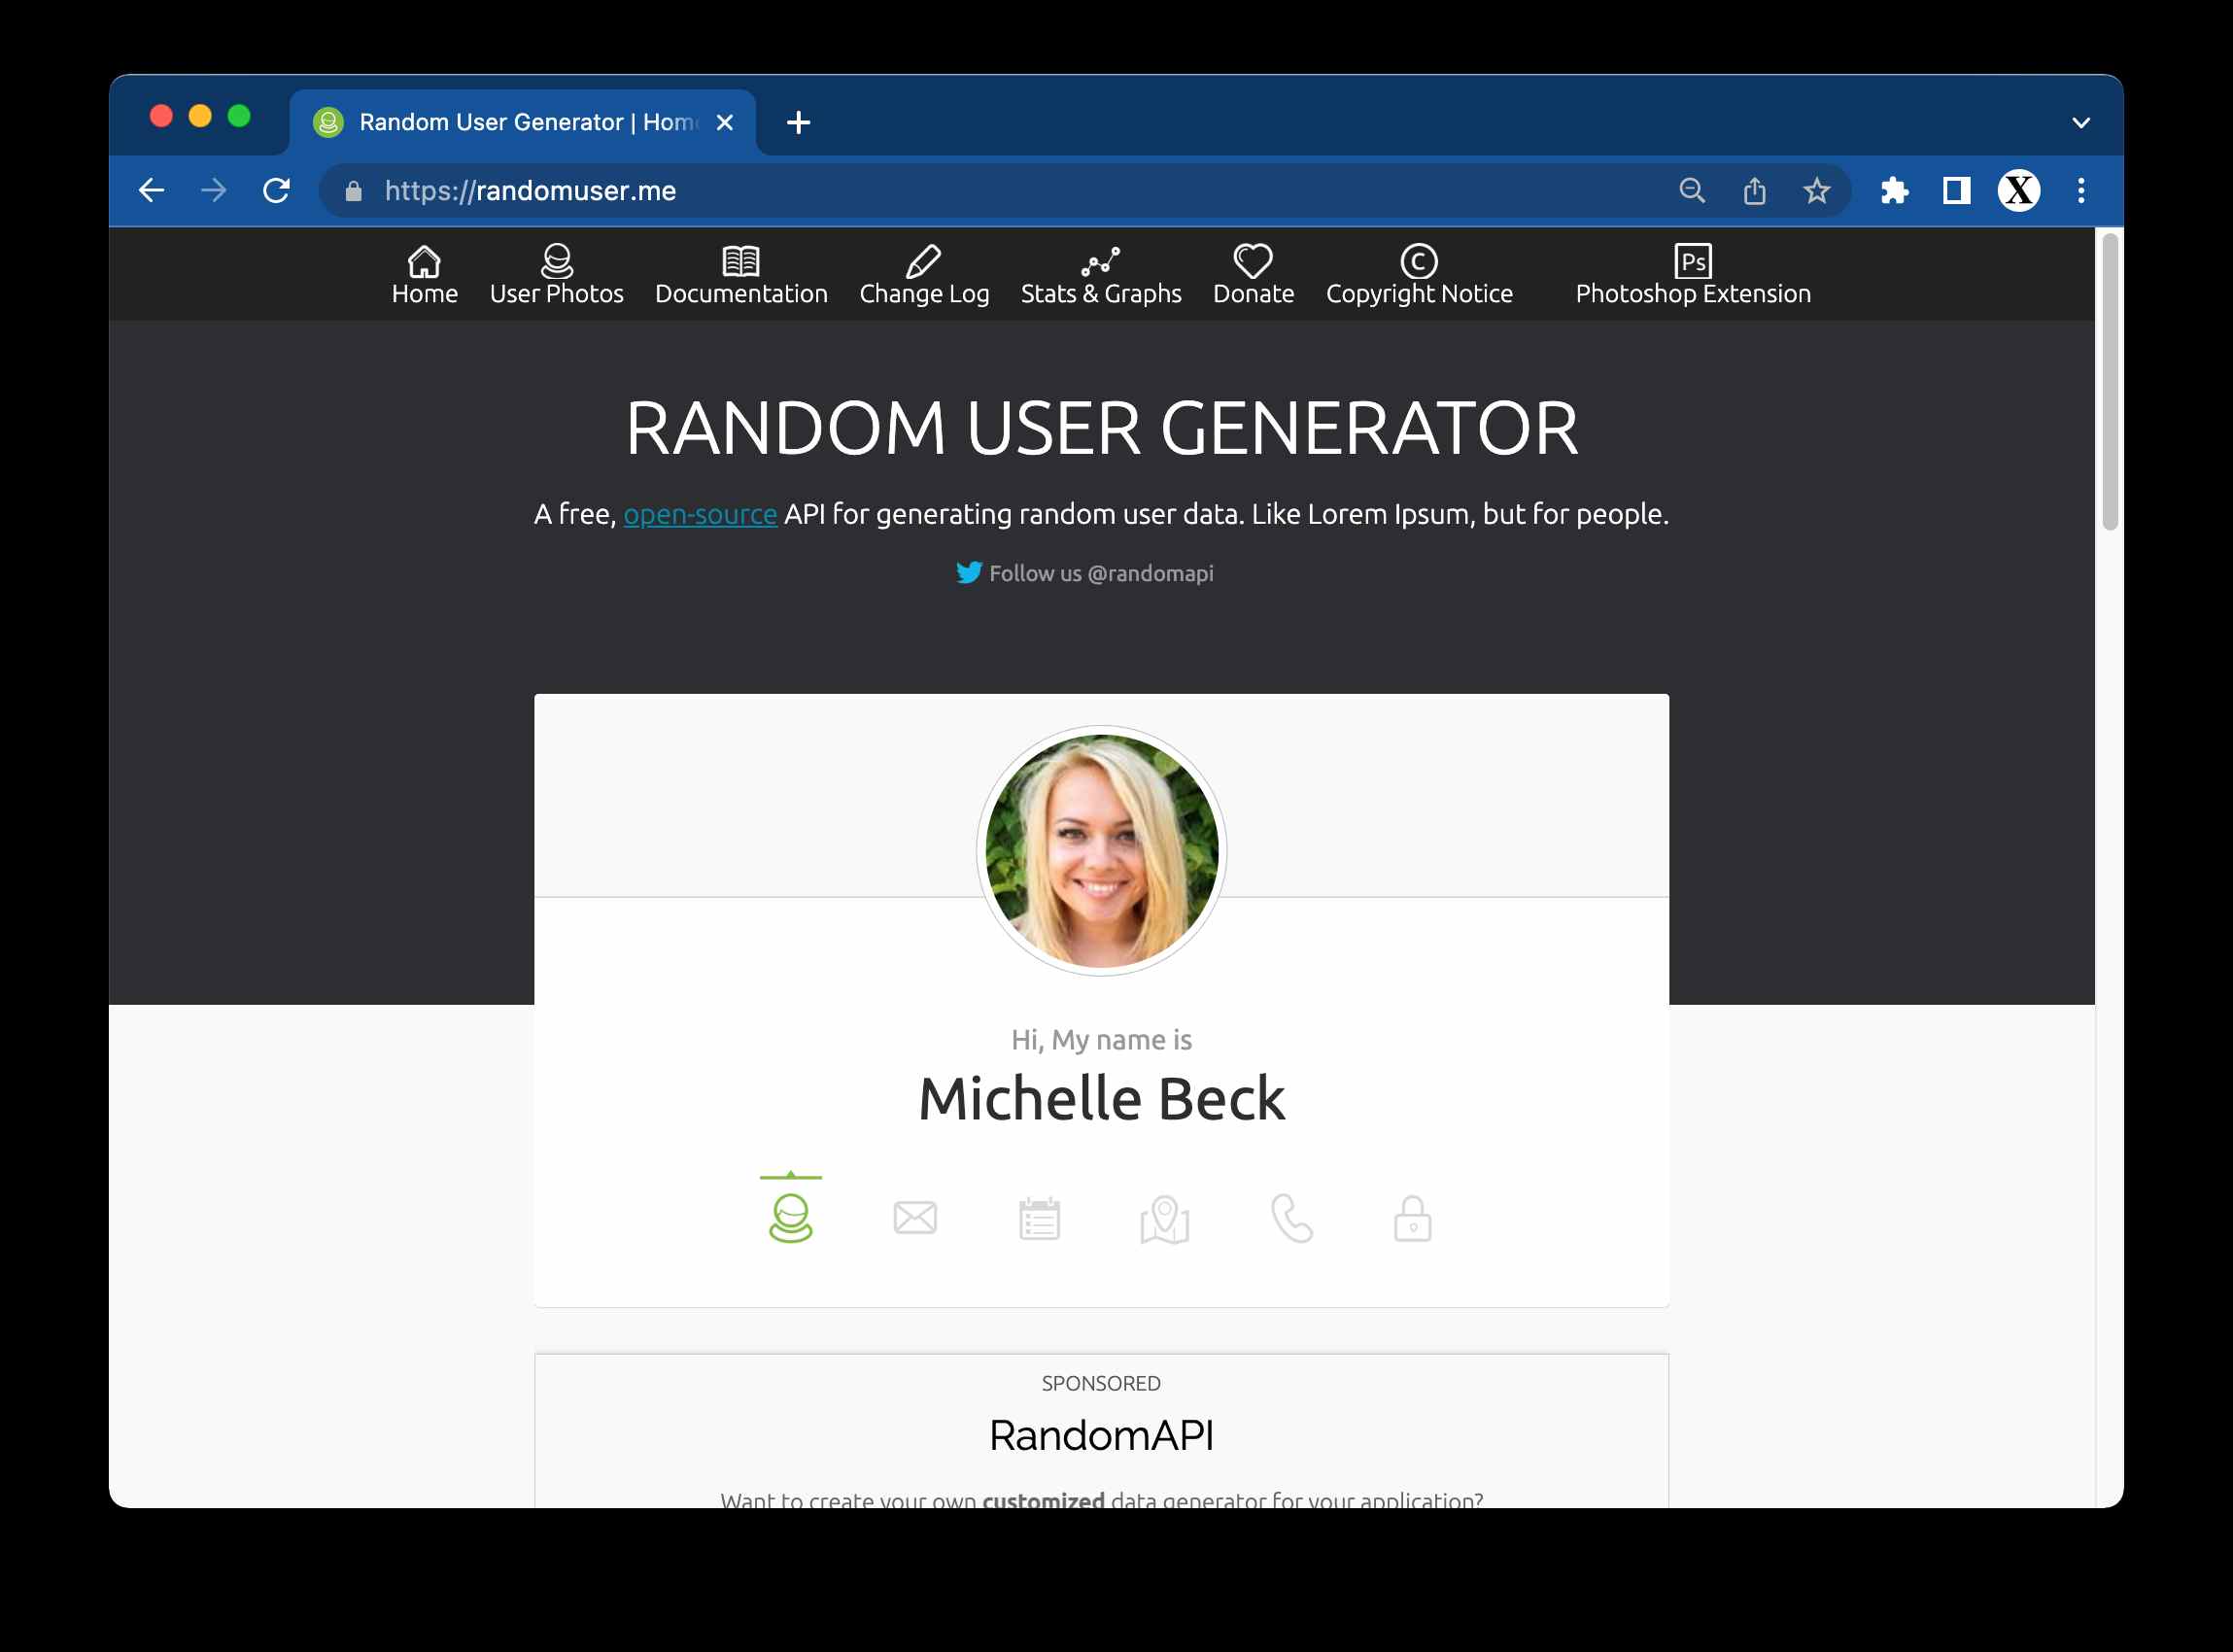 Random User Generator | Hom
https://randomuser.me
X
Home User Photos Documentation Change Log Stats & Graphs Donate Copyright Notice Photoshop Extension
C
Ps
RANDOM USER GENERATOR
A free, open-source API for generating random user data. Like Lorem Ipsum, but for people.
Follow us @randomapi
Hi, My name is
Michelle Beck
SPONSORED
RandomAPI
Want to create your own customized data generator for your application?